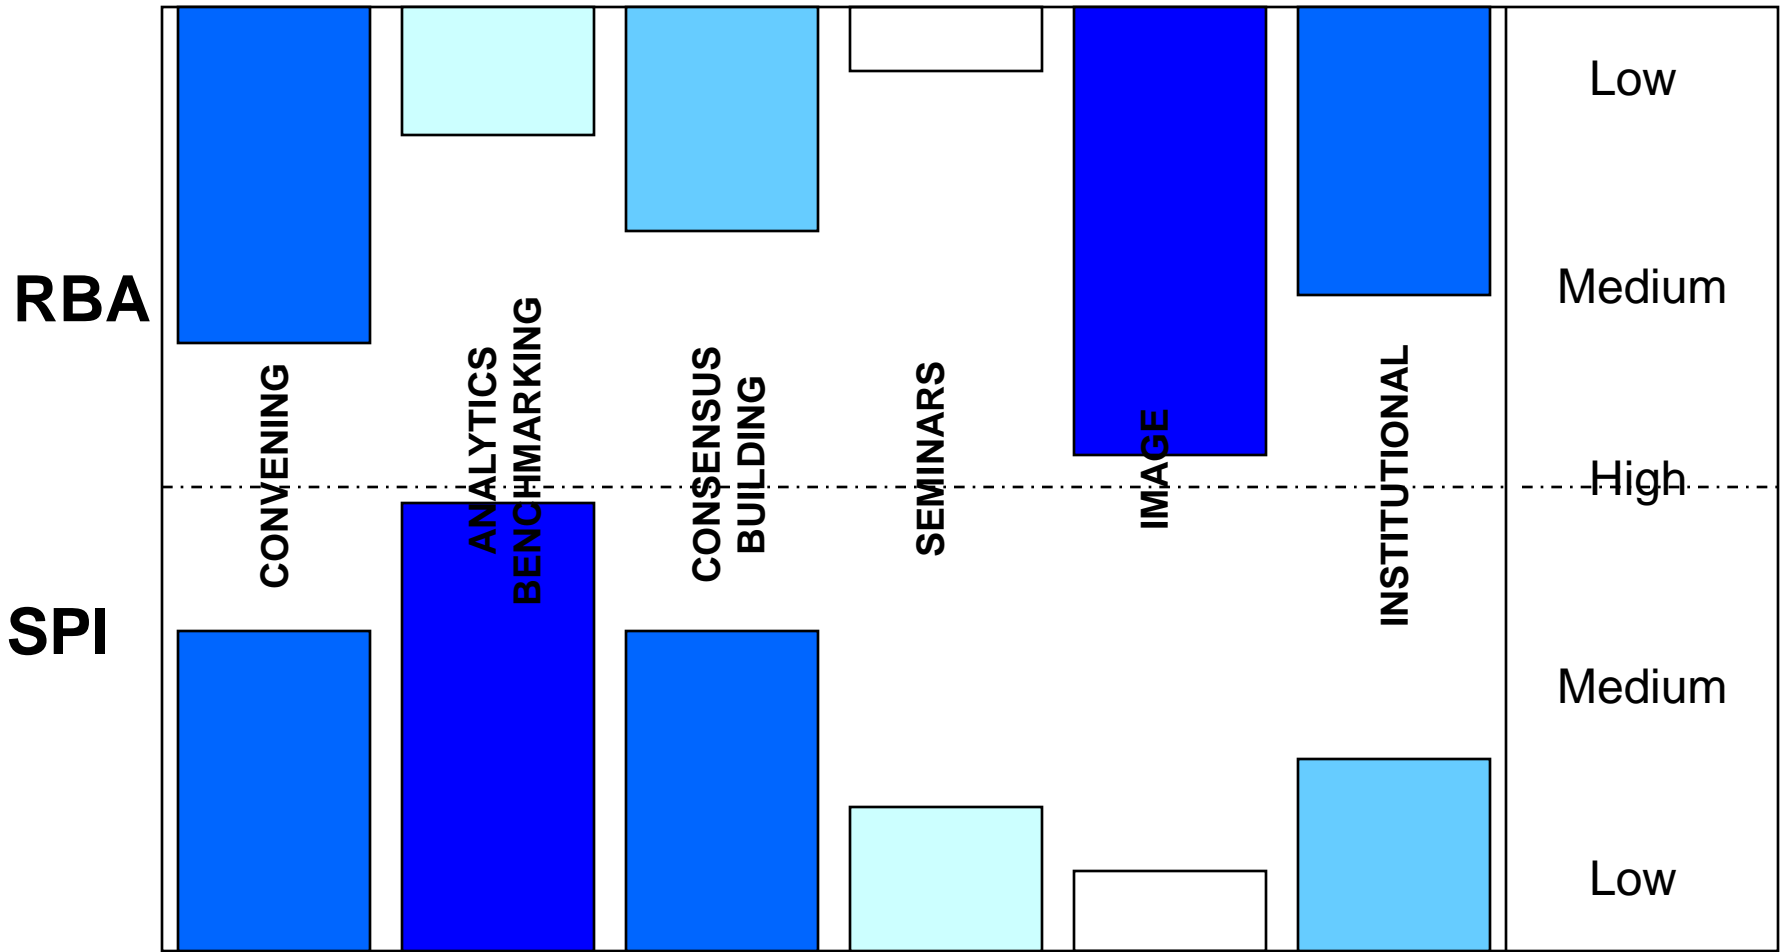 RBA
SPI
CONVENING
ANALYTICS
BENCHMARKING
CONSENSUS
BUILDING
SEMINARS
IMAGE
INSTITUTIONAL
Low
Medium
High
Medium
Low